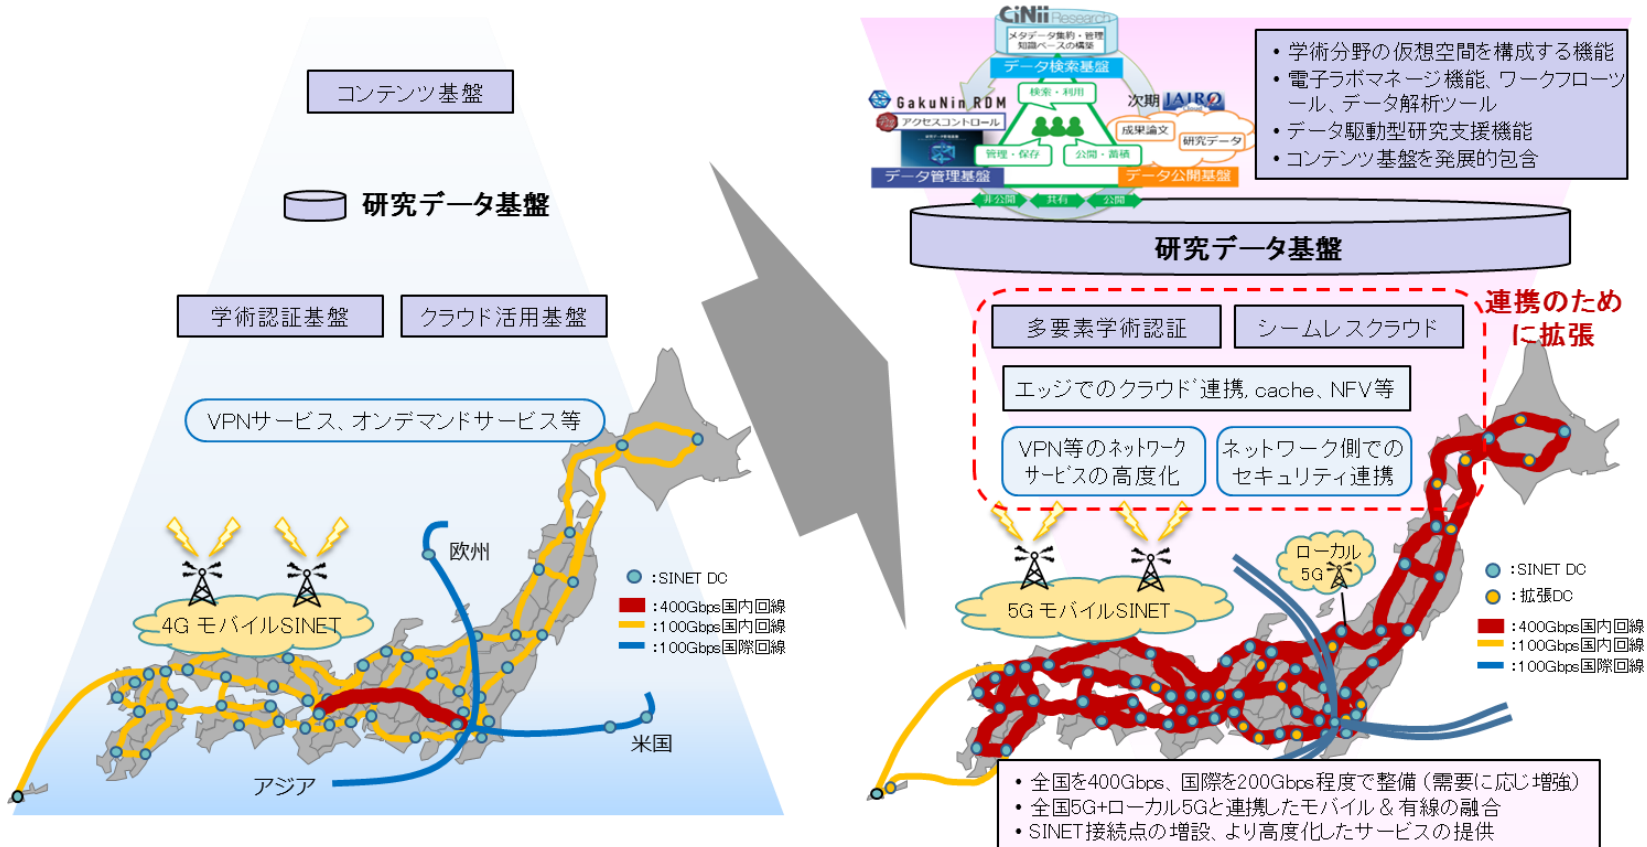 コンテンツ基盤
研究データ基盤
学術認証基盤
クラウド活用基盤
VPNサービス、オンデマンドサービス等
欧州
4G モバイルSINET
：SINET DC
：400Gbps国内回線
：100Gbps国内回線
：100Gbps国際回線
米国
アジア
CiNii Research
メタデータ集約・管理
知識ベースの構築
データ検索基盤
検索・利用
GakuNin RDM
アクセスコントロール
次期 JAIRO
成果論文
研究データ
管理・保存
公開・蓄積
データ管理基盤
データ公開基盤
非公開
共有
公開
• 学術分野の仮想空間を構成する機能
• 電子ラボマネージ機能、ワークフローツ
ール、データ解析ツール
• データ駆動型研究支援機能
• コンテンツ基盤を発展的包含
研究データ基盤
連携のため
に拡張
多要素学術認証
シームレスクラウド
エッジでのクラウド連携, cache、NFV等
VPN等のネットワーク
サービスの高度化
ネットワーク側での
セキュリティ連携
ローカル
5G
5G モバイルSINET
：SINET DC
：拡張DC
：400Gbps国内回線
：100Gbps国内回線
：100Gbps国際回線
• 全国を400Gbps、国際を200Gbps程度で整備（需要に応じ増強）
• 全国5G+ローカル5Gと連携したモバイル＆有線の融合
• SINET接続点の増設、より高度化したサービスの提供